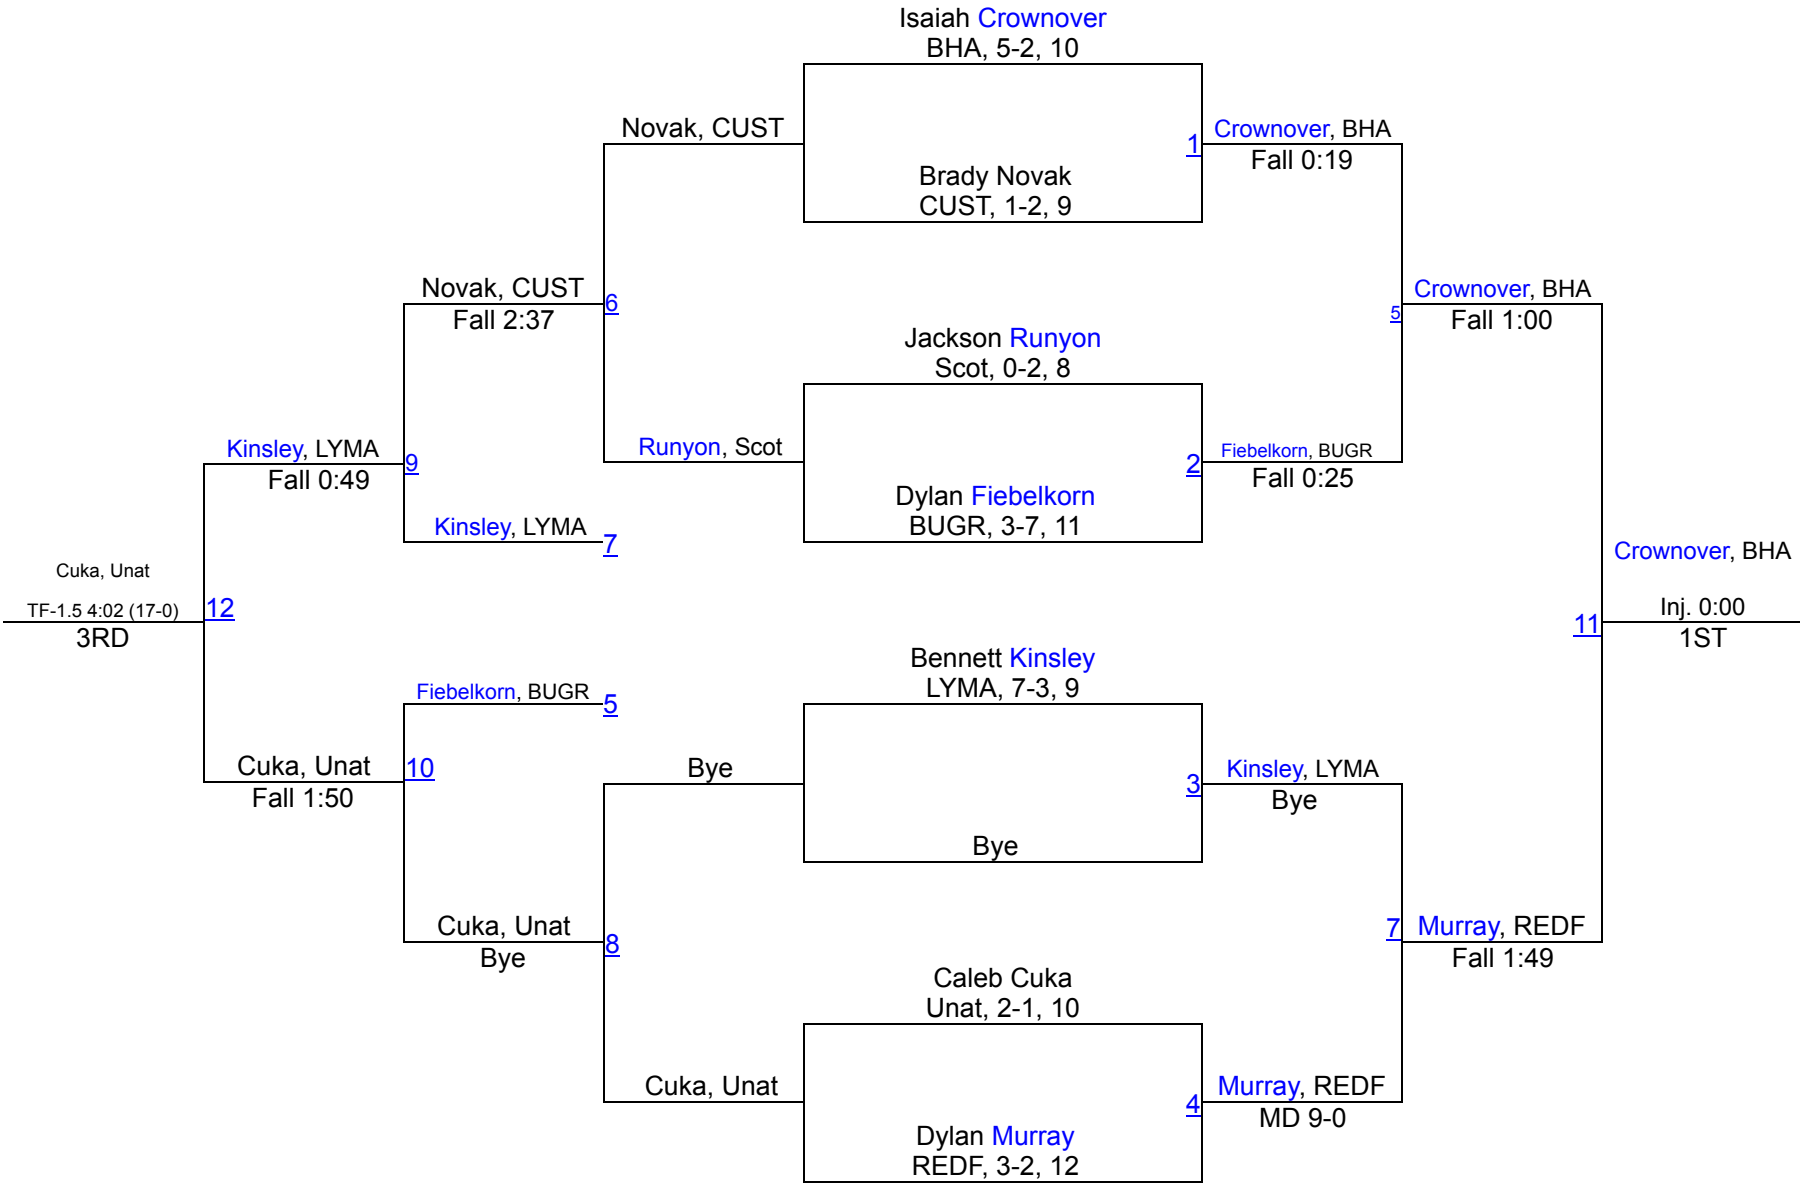 Isaiah Crownover
BHA, 5-2, 10
Novak, CUST
1
Crownover, BHA
Fall 0:19
Brady Novak
CUST, 1-2, 9
Novak, CUST
Fall 2:37
6
Crownover, BHA
Fall 1:00
5
Jackson Runyon
Scot, 0-2, 8
Kinsley, LYMA
Fall 0:49
9
Runyon, Scot
2
Fiebelkorn, BUGR
Fall 0:25
Dylan Fiebelkorn
BUGR, 3-7, 11
Kinsley, LYMA
7
Cuka, Unat
TF-1.5 4:02 (17-0)
3RD
12
Crownover, BHA
Inj. 0:00
1ST
11
Bennett Kinsley
LYMA, 7-3, 9
Fiebelkorn, BUGR
5
Cuka, Unat
Fall 1:50
10
Bye
3
Kinsley, LYMA
Bye
Bye
Cuka, Unat
Bye
8
7
Murray, REDF
Fall 1:49
Caleb Cuka
Unat, 2-1, 10
Cuka, Unat
4
Murray, REDF
MD 9-0
Dylan Murray
REDF, 3-2, 12